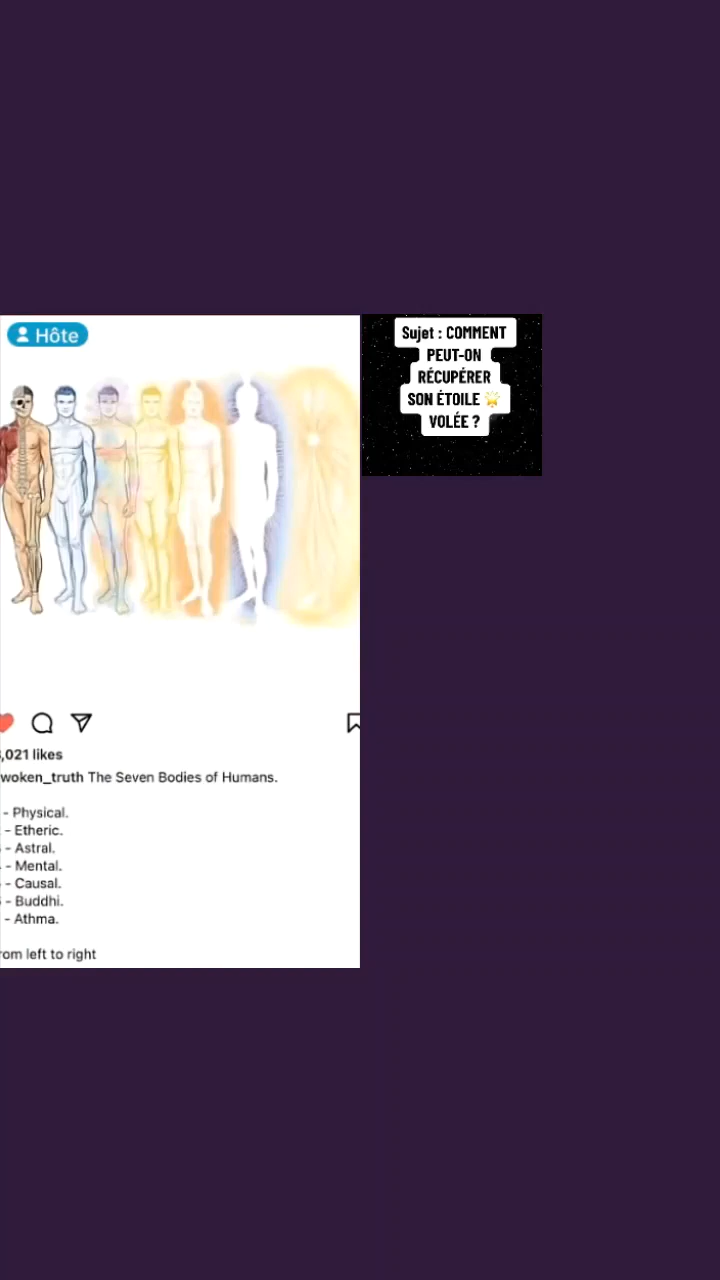 Hôte
Sujet : COMMENT
PEUT-ON
RÉCUPÉRER
SON ÉTOILE 🌟
VOLÉE ?
,021 likes
woken_truth The Seven Bodies of Humans.
- Physical.
- Etheric.
- Astral.
- Mental.
- Causal.
- Buddhi.
- Athma.
rom left to right